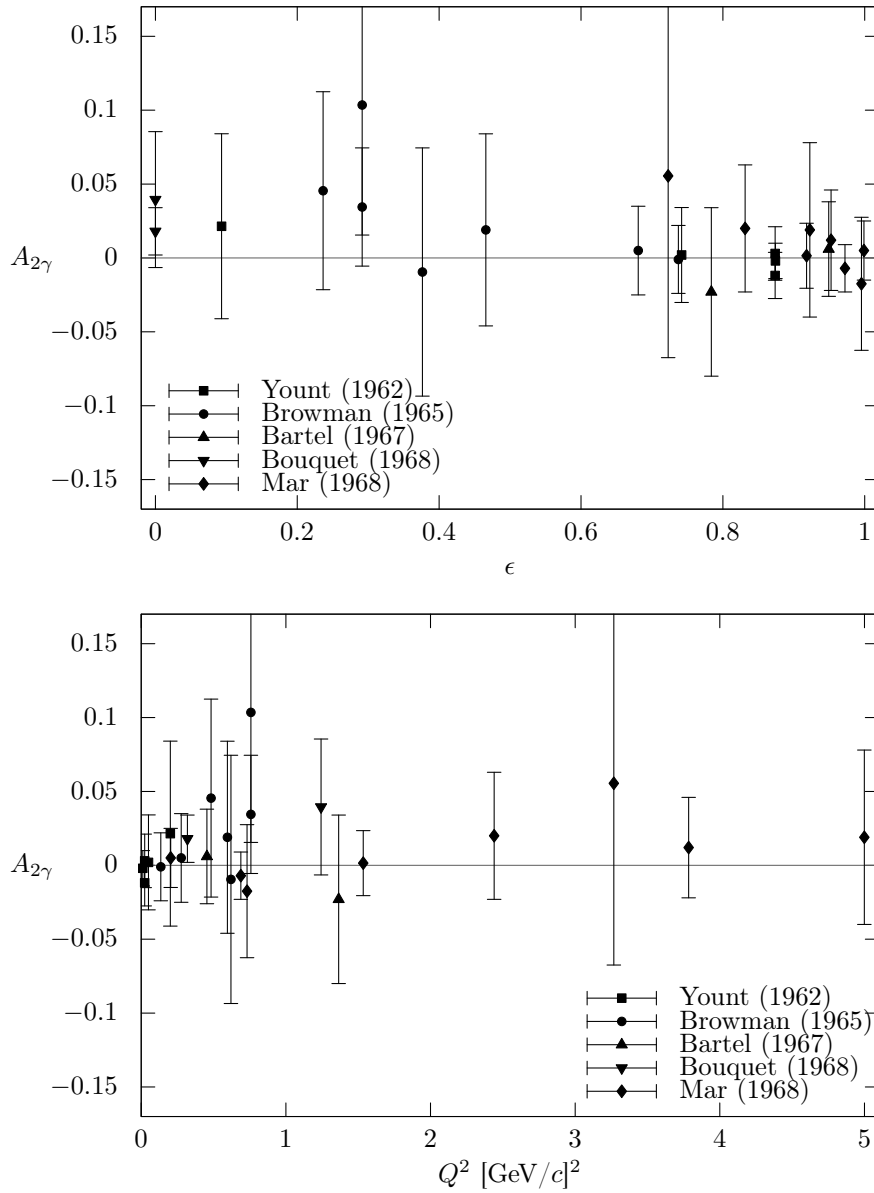 0.15
0.1
0.05
0
−0.05
−0.1
−0.15
A2γ
Yount (1962)
Browman (1965)
Bartel (1967)
Bouquet (1968)
Mar (1968)
0 0.2 0.4 0.6 0.8 1
ϵ
0.15
0.1
0.05
0
−0.05
−0.1
−0.15
A2γ
Yount (1962)
Browman (1965)
Bartel (1967)
Bouquet (1968)
Mar (1968)
0 1 2 3 4 5
Q² [GeV/c]²